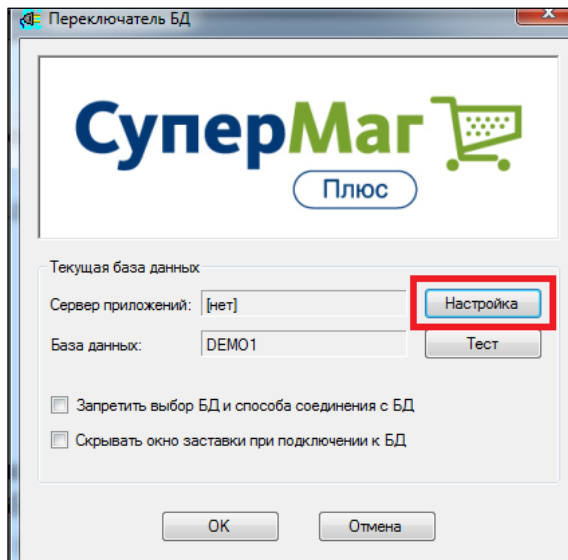 Переключатель БД
СуперМаг
Плюс
Текущая база данных
Сервер приложений: [нет] Настройка
База данных: DEMO1 Тест
Запретить выбор БД и способа соединения с БД
Скрывать окно заставки при подключении к БД
OK Отмена